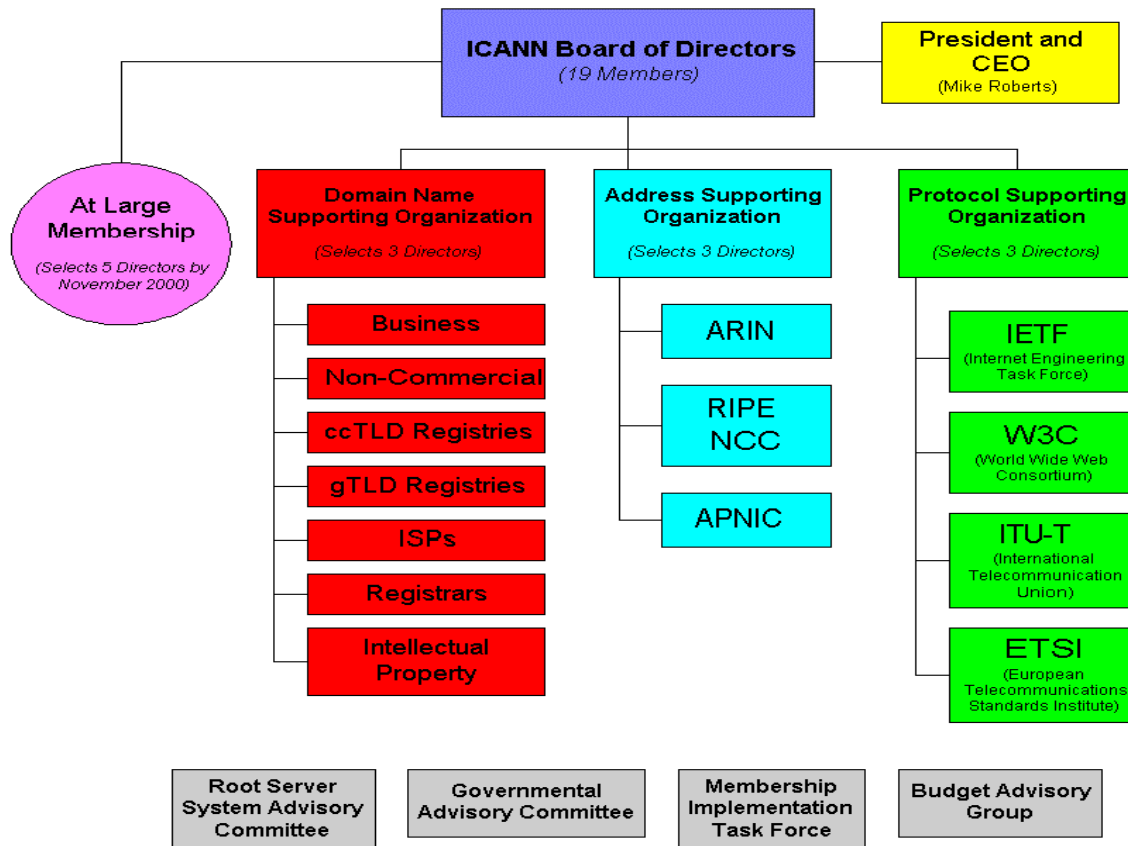 ICANN Board of Directors
(19 Members)
President and
CEO
(Mike Roberts)
At Large
Membership
(Selects 5 Directors by
November 2000)
Domain Name
Supporting Organization
(Selects 3 Directors)
Business
Non-Commercial
ccTLD Registries
gTLD Registries
ISPs
Registrars
Intellectual
Property
Address Supporting
Organization
(Selects 3 Directors)
ARIN
RIPE
NCC
APNIC
Protocol Supporting
Organization
(Selects 3 Directors)
IETF
(Internet Engineering
Task Force)
W3C
(World Wide Web
Consortium)
ITU-T
(International
Telecommunication
Union)
ETSI
(European
Telecommunications
Standards Institute)
Root Server
System Advisory
Committee
Governmental
Advisory Committee
Membership
Implementation
Task Force
Budget Advisory
Group